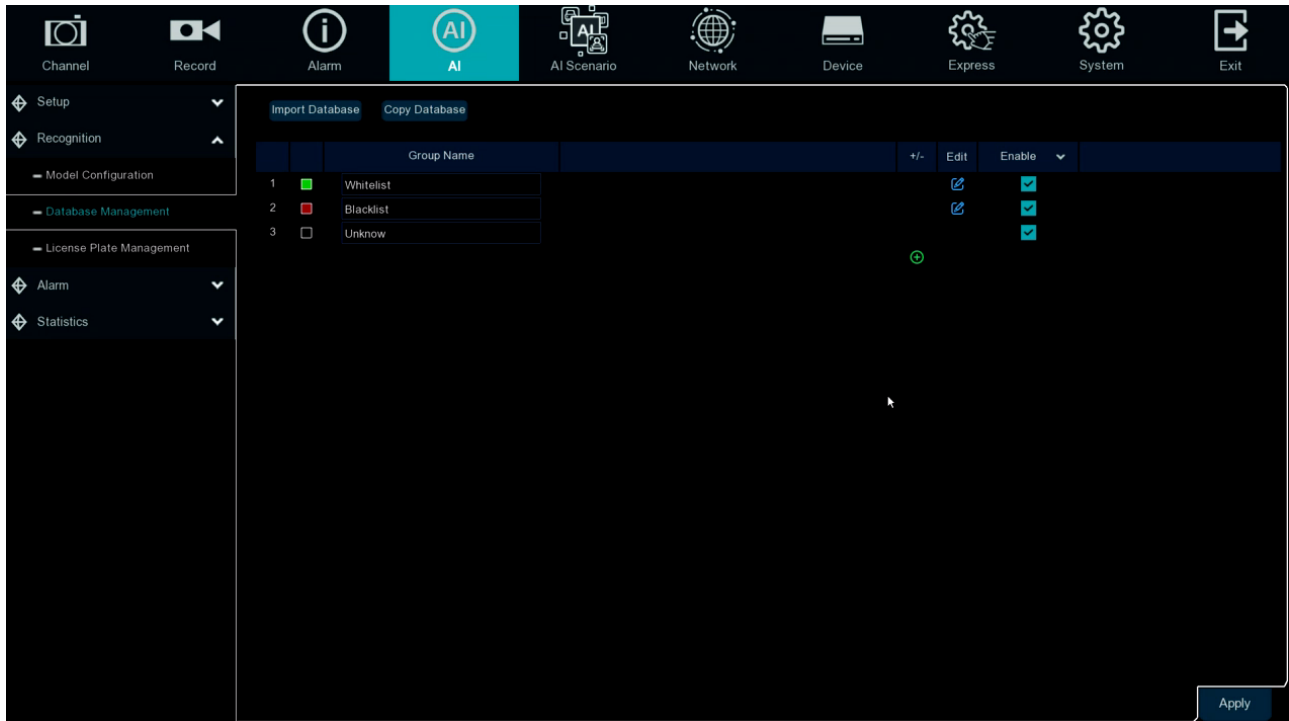 Channel Record Alarm AI AI Scenario Network Device Express System Exit
Setup
Import Database Copy Database
Recognition
Group Name +/- Edit Enable
Model Configuration
1 Whitelist
Database Management
2 Blacklist
3 Unknow
License Plate Management
Alarm
Statistics
Apply